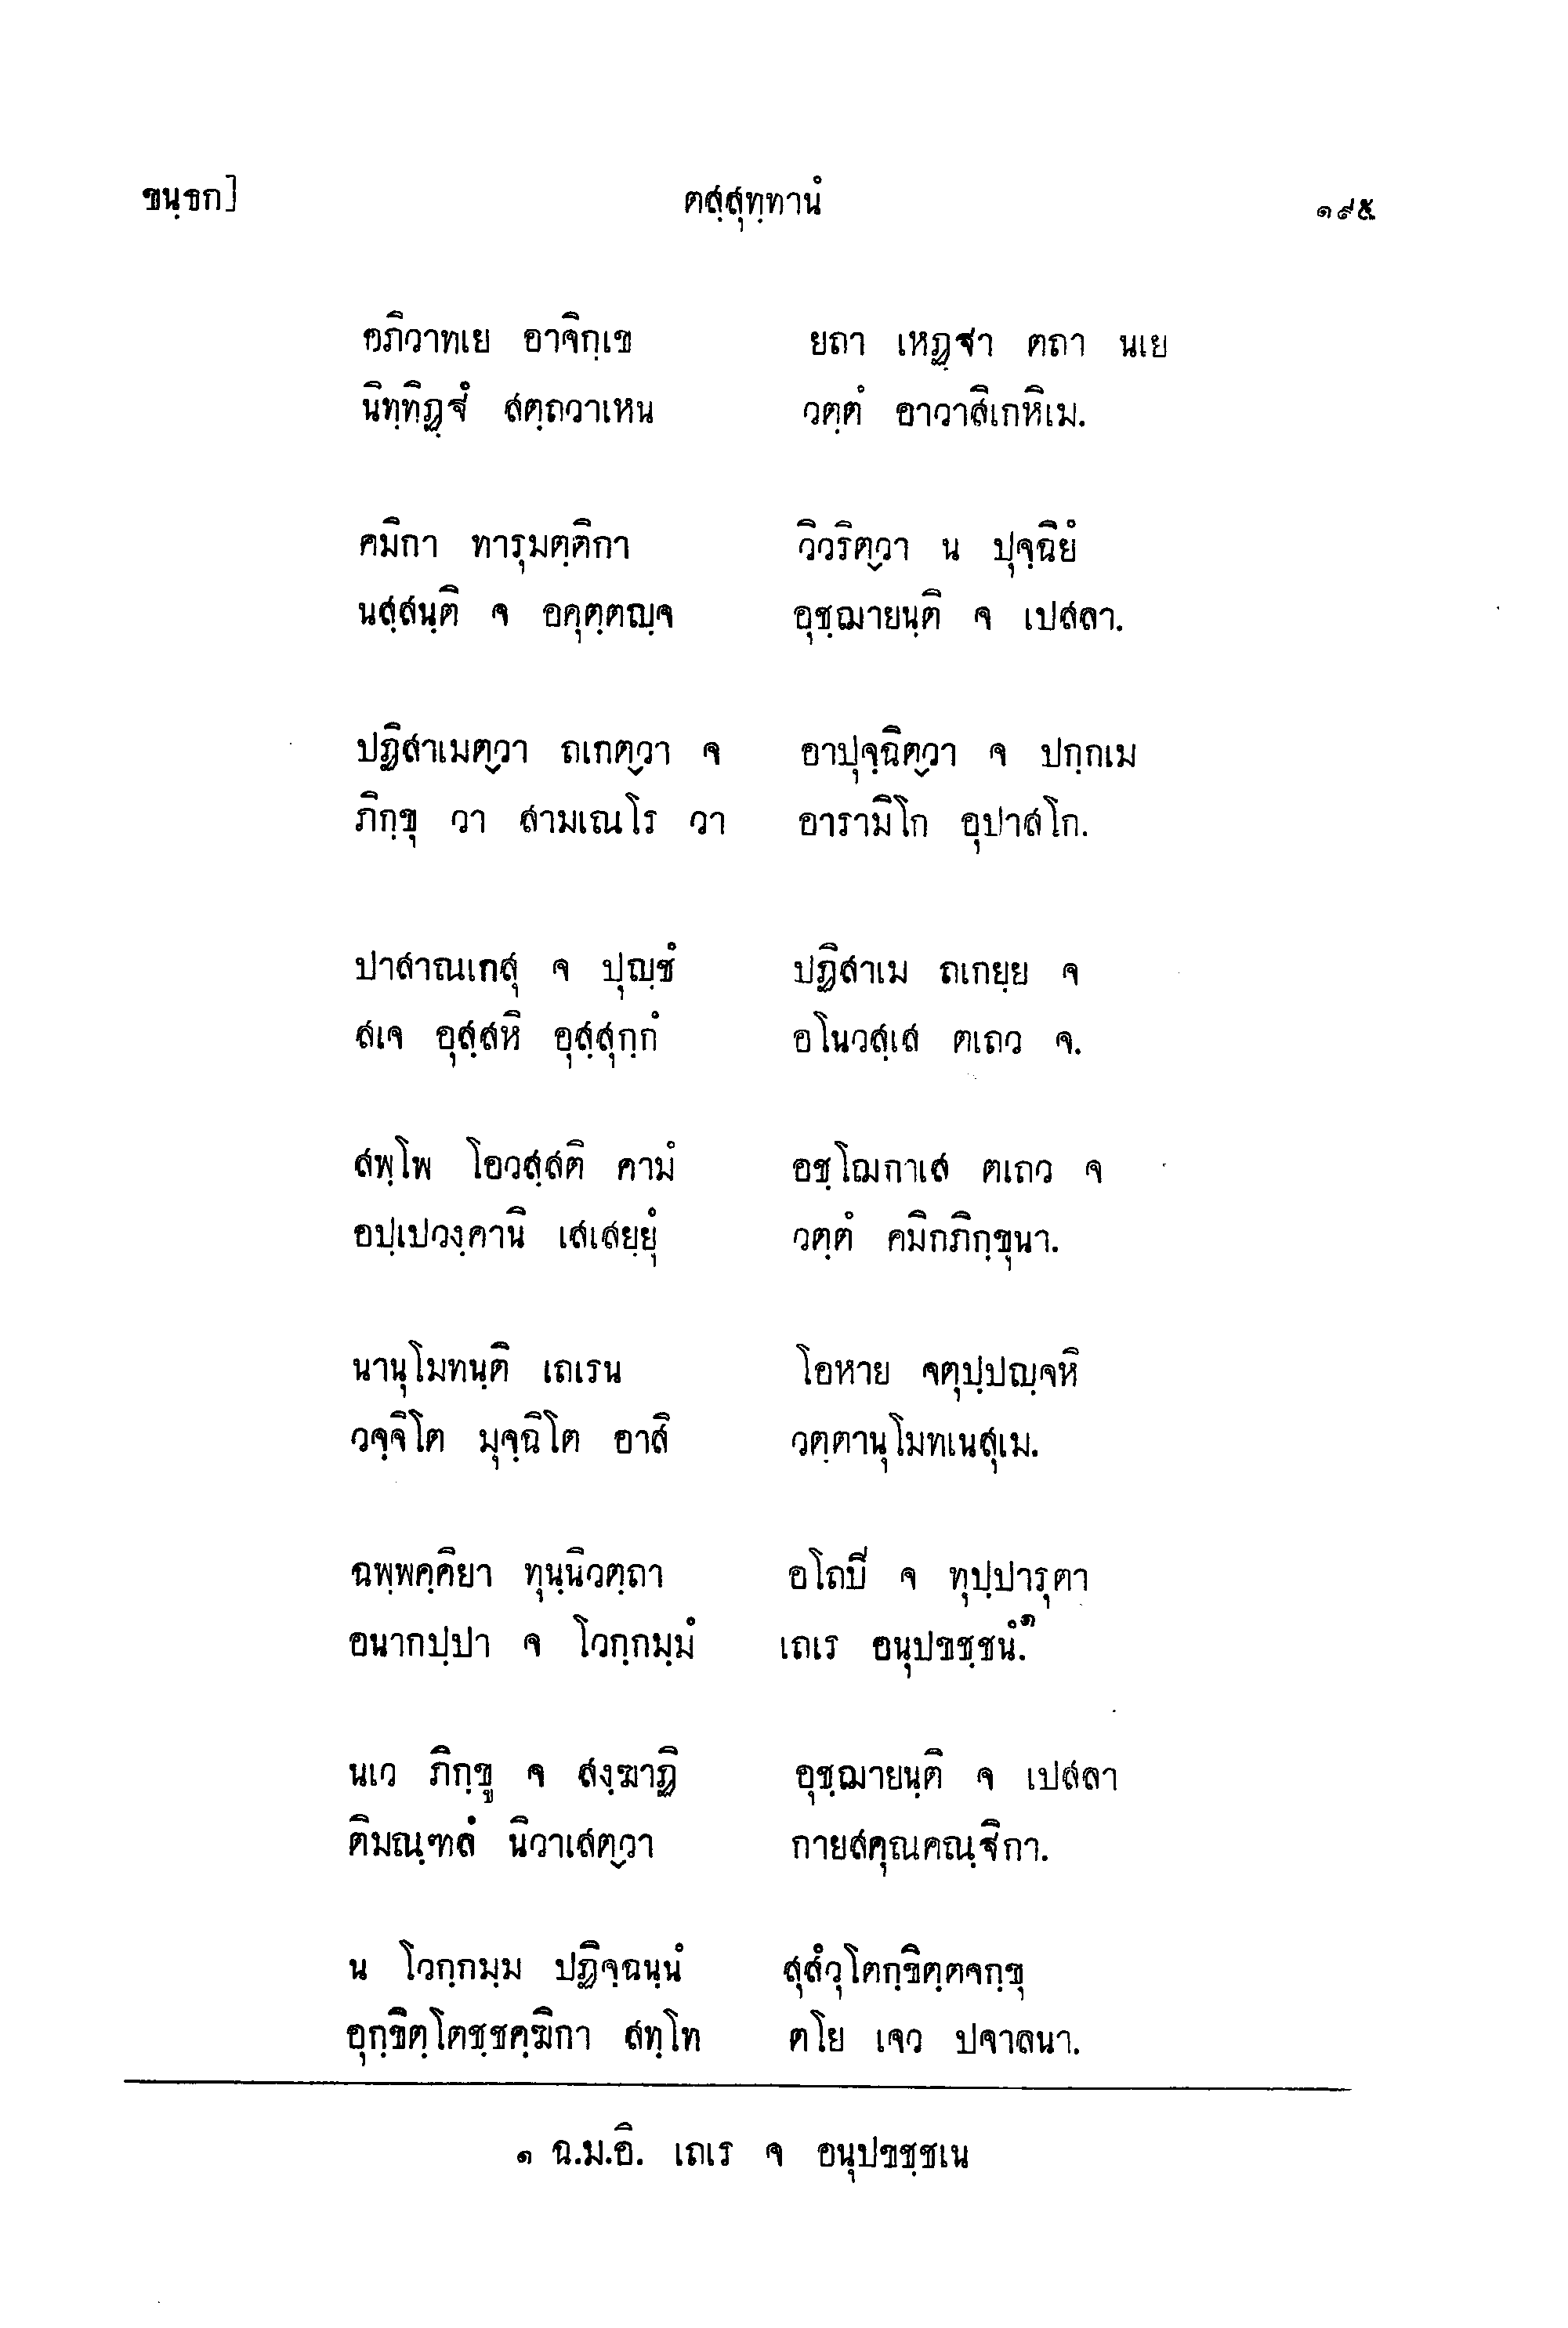 ขนฺธก] ตสฺสุทฺทานํ ๑๙๕
อภิวาทเย อาจิกฺเข ยถา เหฏฺฐา ตถา นเย
นิทฺทิฏฺฐํ สตฺถวาเหน วตฺตํ อาวาสิเกหิเม.
คมิกา ทารุมตฺติกา วิวริตฺวา น ปุจฺฉิยํ
นสฺสนฺติ จ อคุตฺตญฺจ อุชฺฌายนฺติ จ เปสลา.
ปฏิสาเมตฺวา ถเกตฺวา จ อาปุจฺฉิตฺวา จ ปกฺกเม
ภิกฺขุ วา สามเณโร วา อารามิโก อุปาสโก.
ปาสาณเกสุ จ ปุญฺชํ ปฏิสาเม ถเกยฺย จ
สเจ อุสฺสหิ อุสฺสุกฺกํ อโนวสฺเส ตเถว จ.
สพฺโพ โอวสฺสติ คามํ อชฺโฌกาเส ตเถว จ
อปฺเปวงฺคานิ เสเสยฺยุํ วตฺตํ คมิกภิกฺขุนา.
นานุโมทนฺติ เถเรน โอหาย จตุปฺปญฺจหิ
วจฺจิโต มุจฺฉิโต อาสิ วตฺตานุโมทเนสุเม.
ฉพฺพคฺคิยา ทุนฺนิวตฺถา อโถปิ จ ทุปฺปารุตา
อนากปฺปา จ โวกฺกมฺมํ เถเร อนุปขชฺชนํ.๑
นเว ภิกฺขู จ สงฺฆาฏิ อุชฺฌายนฺติ จ เปสลา
ติมณฺฑลํ นิวาเสตฺวา กายสคุณคณฺฐิกา.
น โวกฺกมฺม ปฏิจฺฉนฺนํ สุสํวุโตกฺขิตฺตจกฺขุ
อุกฺขิตฺโตชฺชคฺฆิกา สทฺโท ตโย เจว ปจาลนา.
๑ ฉ.ม.อิ. เถเร จ อนุปขชฺชเน